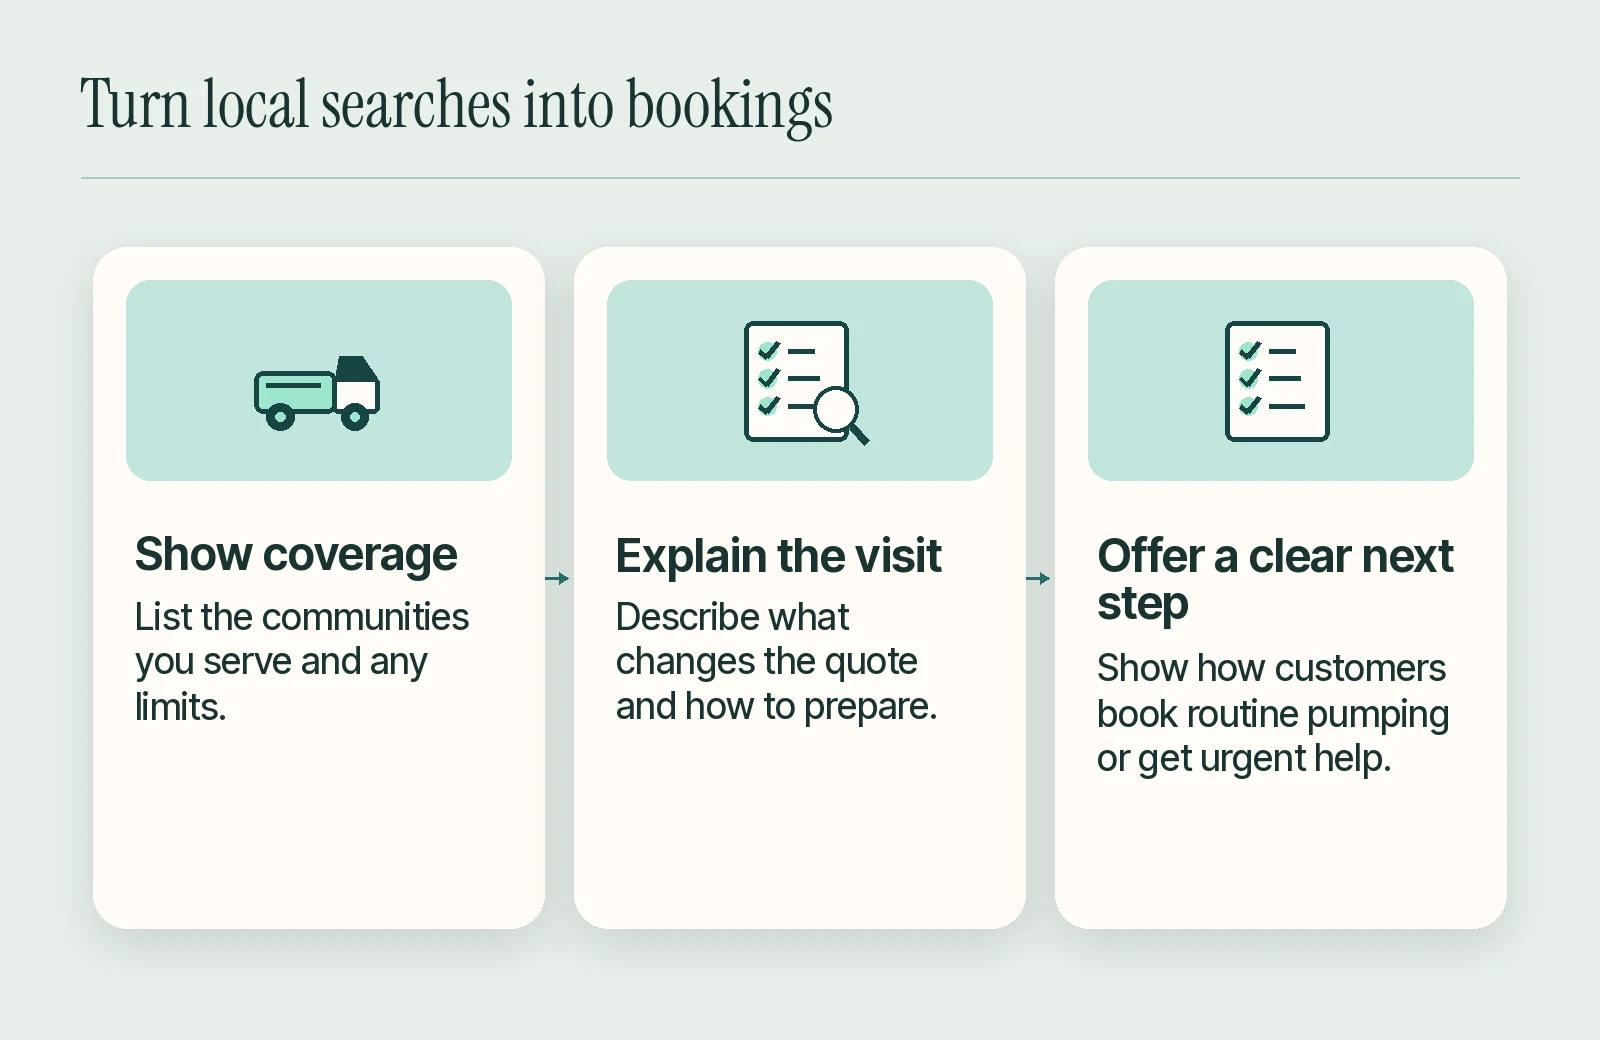 Turn local searches into bookings
Show coverage
List the communities
you serve and any
limits.
Explain the visit
Describe what
changes the quote
and how to prepare.
Offer a clear next
step
Show how customers
book routine pumping
or get urgent help.